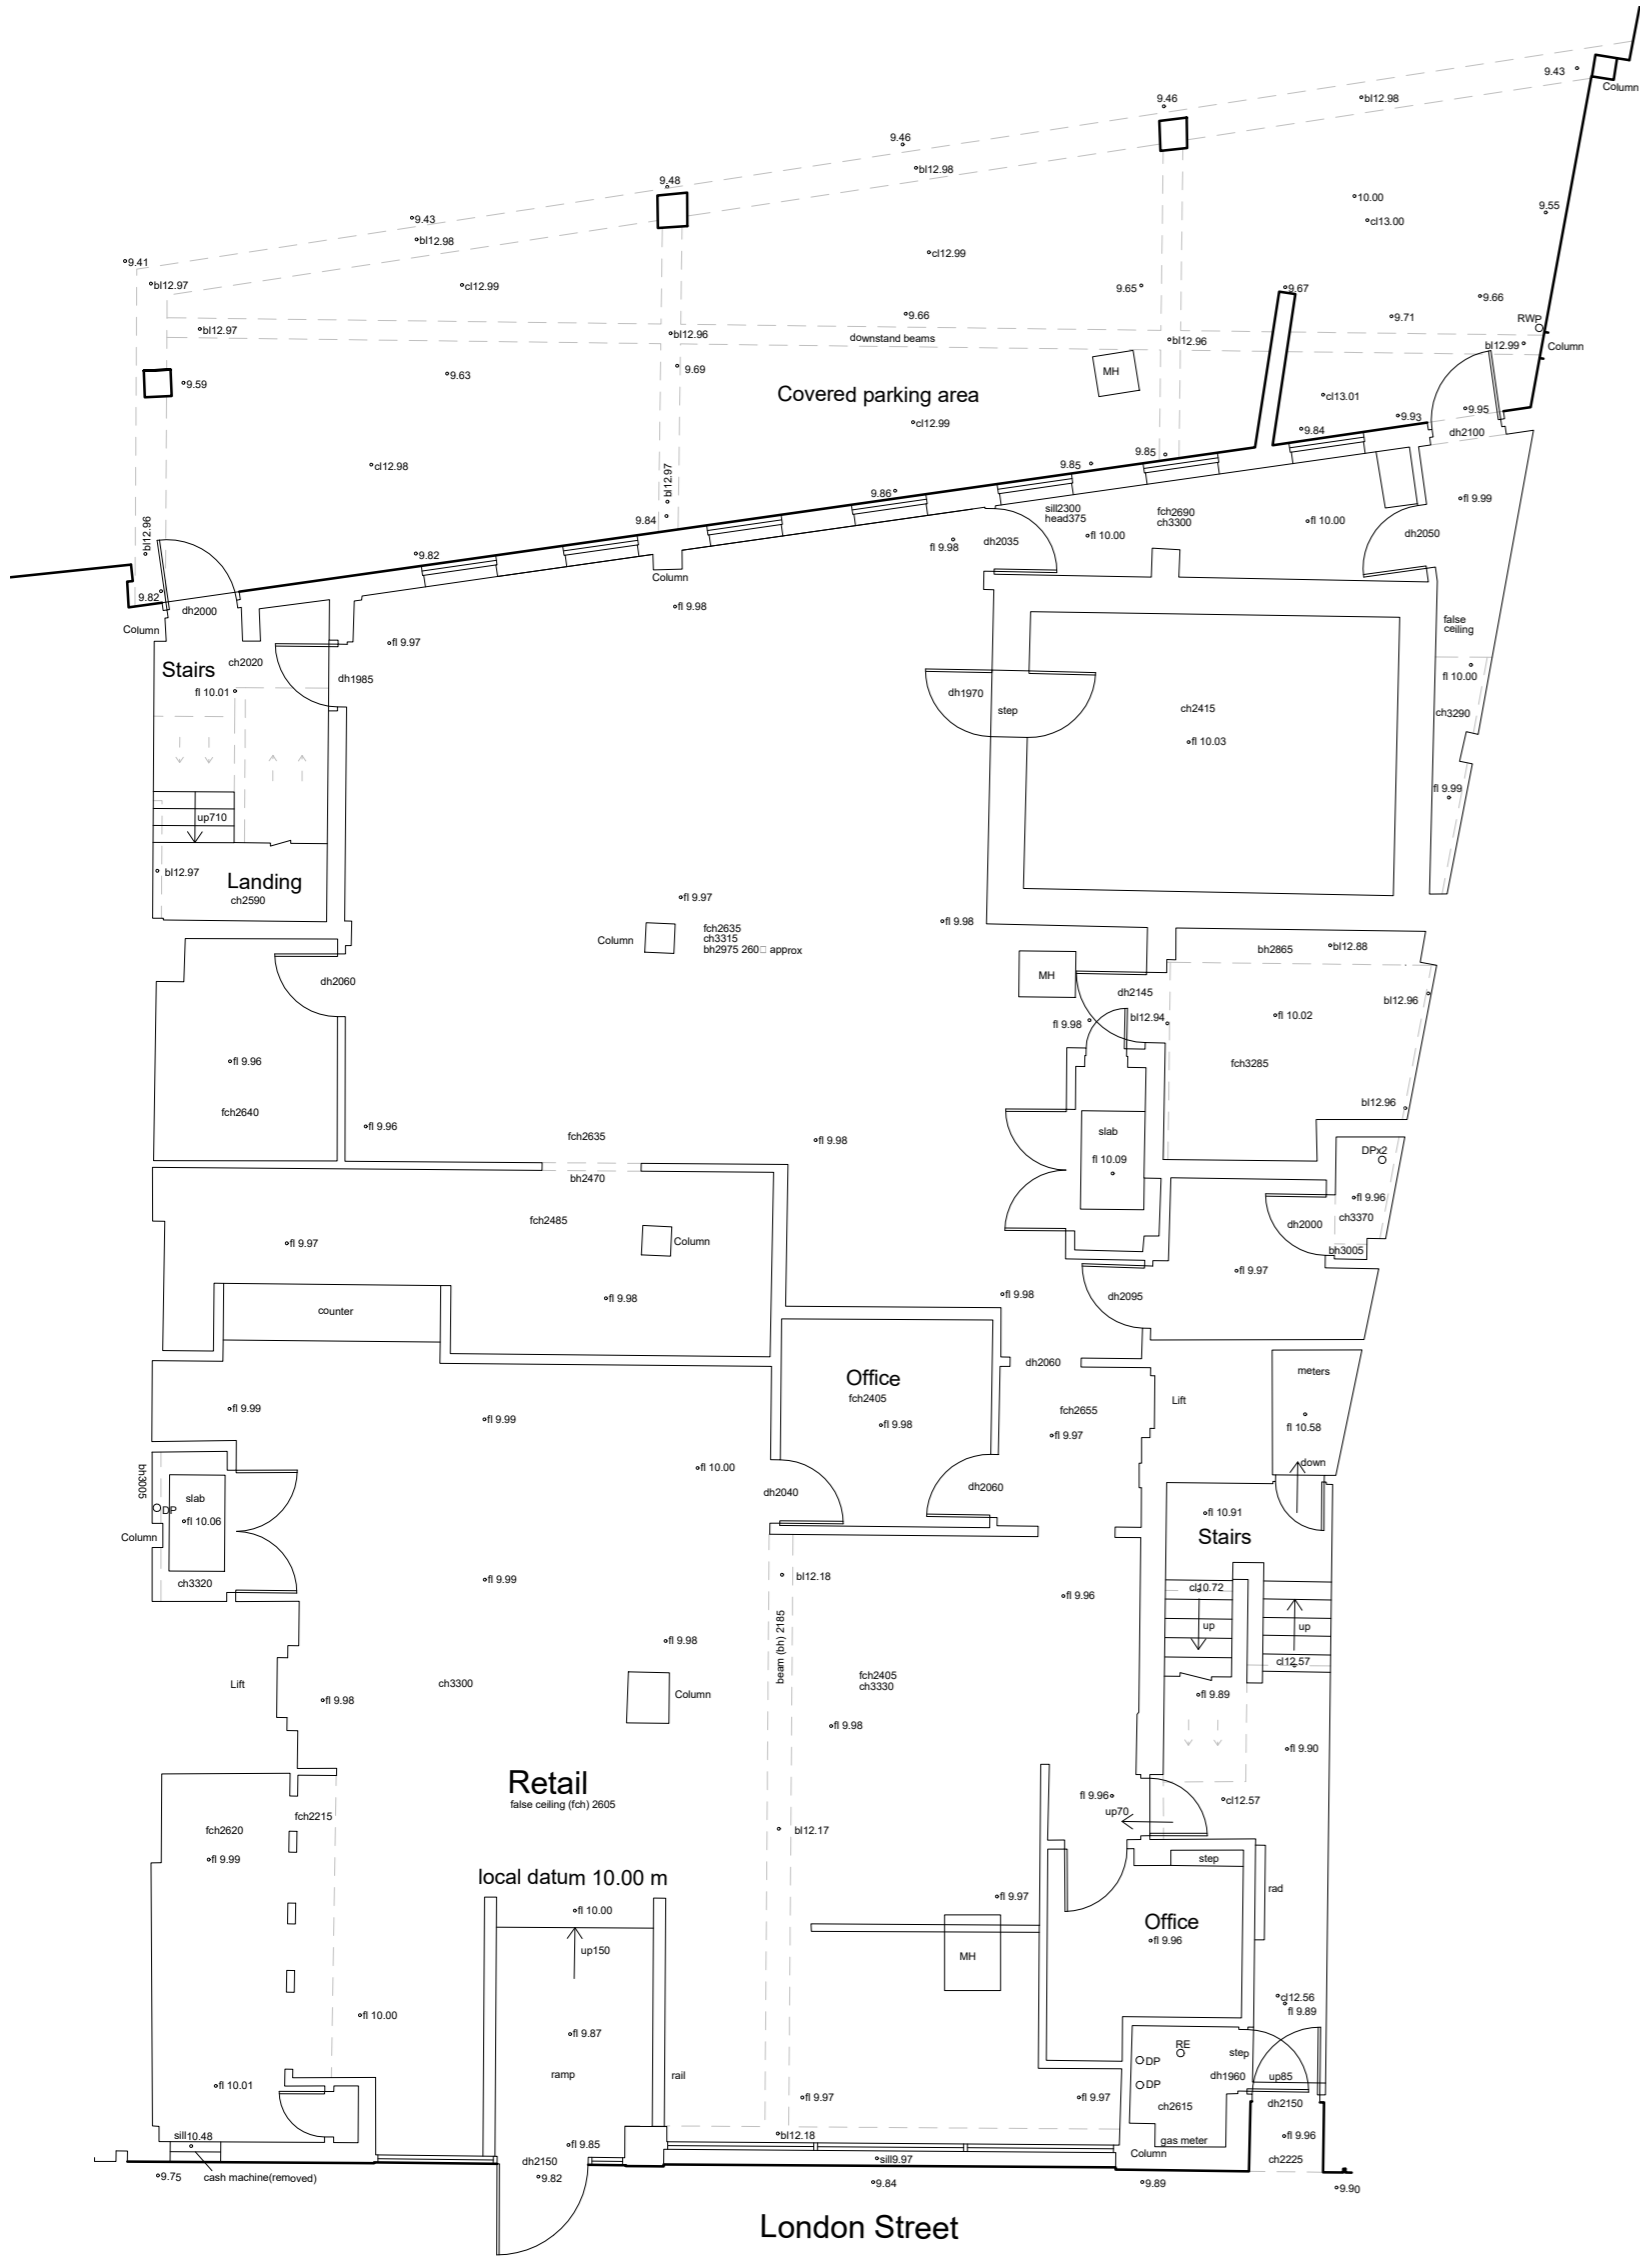 9.43
Column
bl12.98
9.46
9.46
bl12.98
9.48
10.00
9.55
9.43
cl13.00
bl12.98
cl12.99
9.41
bl12.97
cl12.99
9.65
9.67
9.66
9.66
9.71
RWP
bl12.97
bl12.96
downstand beams
bl12.96
bl12.99
Column
9.59
9.63
9.69
MH
Covered parking area
cl13.01
9.93
9.95
cl12.99
9.84
dh2100
cl12.98
9.85
9.85
bl12.97
9.86
fl 9.99
sill2300
head375
fch2690
ch3300
9.84
fl 10.00
bl12.96
fl 10.00
dh2050
dh2035
fl 9.98
9.82
Column
9.82
dh2000
fl 9.98
Column
false
ceiling
fl 9.97
ch2020
Stairs
dh1985
fl 10.00
fl 10.01
dh1970
step
ch2415
ch3290
fl 10.03
fl 9.99
up710
bl12.97
Landing
ch2590
fl 9.97
fl 9.98
Column
fch2635
ch3315
bh2975 260□ approx
bh2865
bl12.88
MH
dh2060
dh2145
bl12.96
fl 9.98
bl12.94
fl 10.02
fl 9.96
fch3285
fch2640
bl12.96
fl 9.96
fch2635
fl 9.98
slab
DPx2
fl 10.09
bh2470
fl 9.96
fch2485
ch3370
dh2000
fl 9.97
Column
bh3005
fl 9.97
fl 9.98
fl 9.98
dh2095
counter
dh2060
Office
fch2405
meters
Lift
fl 9.99
fl 9.99
fch2655
fl 9.98
fl 10.58
fl 9.97
fl 10.00
down
bh3005
dh2040
dh2060
slab
DP
fl 10.91
fl 10.06
Column
Stairs
bl12.18
ch3320
fl 9.99
cl10.72
fl 9.96
up
up
beam (bh) 2185
fl 9.98
cl12.57
Lift
ch3300
fch2405
ch3330
fl 9.98
Column
fl 9.89
fl 9.98
fl 9.90
Retail
false ceiling (fch) 2605
fl 9.96
cl12.57
fch2215
up70
fch2620
bl12.17
fl 9.99
step
local datum 10.00 m
rad
fl 9.97
fl 10.00
Office
fl 9.96
up150
MH
cl12.56
fl 10.00
fl 9.89
fl 9.87
RE
step
DP
ramp
rail
dh1960
up85
fl 10.01
DP
fl 9.97
fl 9.97
ch2615
dh2150
sill10.48
bl12.18
fl 9.96
fl 9.85
gas meter
Column
dh2150
sill9.97
ch2225
9.75
cash machine(removed)
9.82
9.84
9.89
9.90
London Street